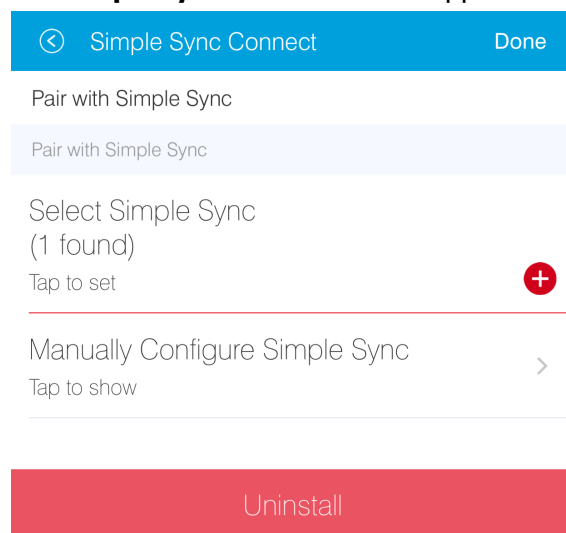 Simple Sync Connect Done
Pair with Simple Sync
Pair with Simple Sync
Select Simple Sync
(1 found)
Tap to set
Manually Configure Simple Sync
Tap to show
Uninstall